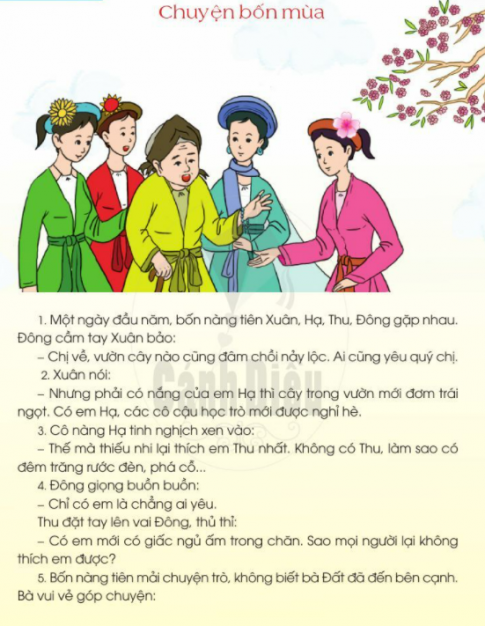 Chuyện bốn mùa
1. Một ngày đầu năm, bốn nàng tiên Xuân, Hạ, Thu, Đông gặp nhau.
Đông cầm tay Xuân bảo:
– Chị về, vườn cây nào cũng đâm chồi nảy lộc. Ai cũng yêu quý chị.
2. Xuân nói:
– Nhưng phải có nắng của em Hạ thì cây trong vườn mới đơm trái
ngọt. Có em Hạ, các cô cậu học trò mới được nghỉ hè.
3. Cô nàng Hạ tinh nghịch xen vào:
– Thế mà thiếu nhi lại thích em Thu nhất. Không có Thu, làm sao có
đêm trăng rước đèn, phá cỗ...
4. Đông giọng buồn buồn:
– Chỉ có em là chẳng ai yêu.
Thu đặt tay lên vai Đông, thủ thỉ:
– Có em mới có giấc ngủ ấm trong chăn. Sao mọi người lại không
thích em được?
5. Bốn nàng tiên mải chuyện trò, không biết bà Đất đã đến bên cạnh.
Bà vui vẻ góp chuyện:
Cánh Diều